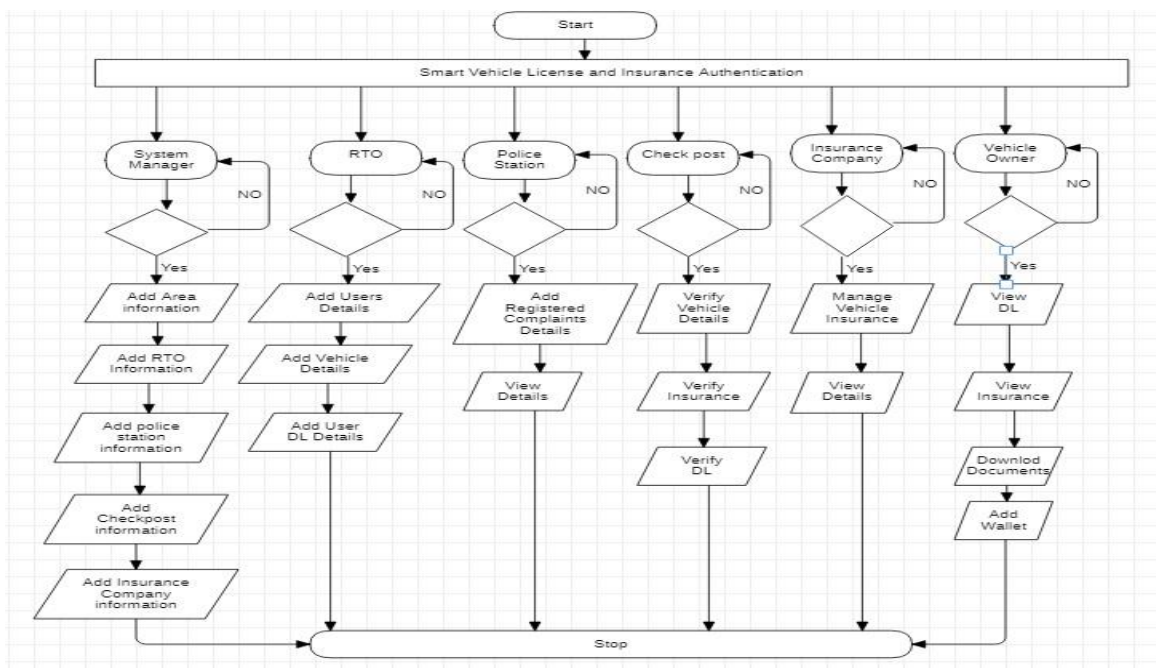 Start
Smart Vehicle License and Insurance Authentication
System
Manager
RTO
Police
Station
Check post
Insurance
Company
Vehicle
Owner
NO
NO
NO
NO
NO
NO
Yes
Yes
Yes
Yes
Yes
Yes
Add Area
information
Add Users
Details
Add
Registered
Complaints
Details
Verify
Vehicle
Details
Manage
Vehicle
Insurance
View
DL
Add RTO
Information
Add Vehicle
Details
View
Details
Verify
Insurance
View
Details
View
Insurance
Add police
station
information
Add User
DL Details
Verify
DL
Downlod
Documents
Add
Checkpost
information
Add
Wallet
Add Insurance
Company
information
Stop